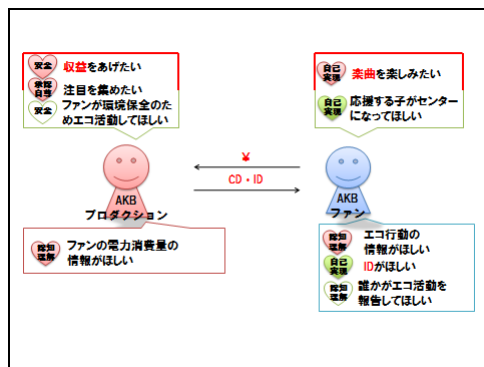 安全 収益をあげたい
承認自尊 注目を集めたい
安全 ファンが環境保全のた
めエコ活動してほしい
自己実現 楽曲を楽しみたい
自己実現 応援する子がセンター
になってほしい
¥
CD・ID
AKB
プロダクション
AKB
ファン
認知理解 ファンの電力消費量の
情報がほしい
認知理解 エコ行動の
情報がほしい
自己実現 IDがほしい
認知理解 誰かがエコ活動を
報告してほしい